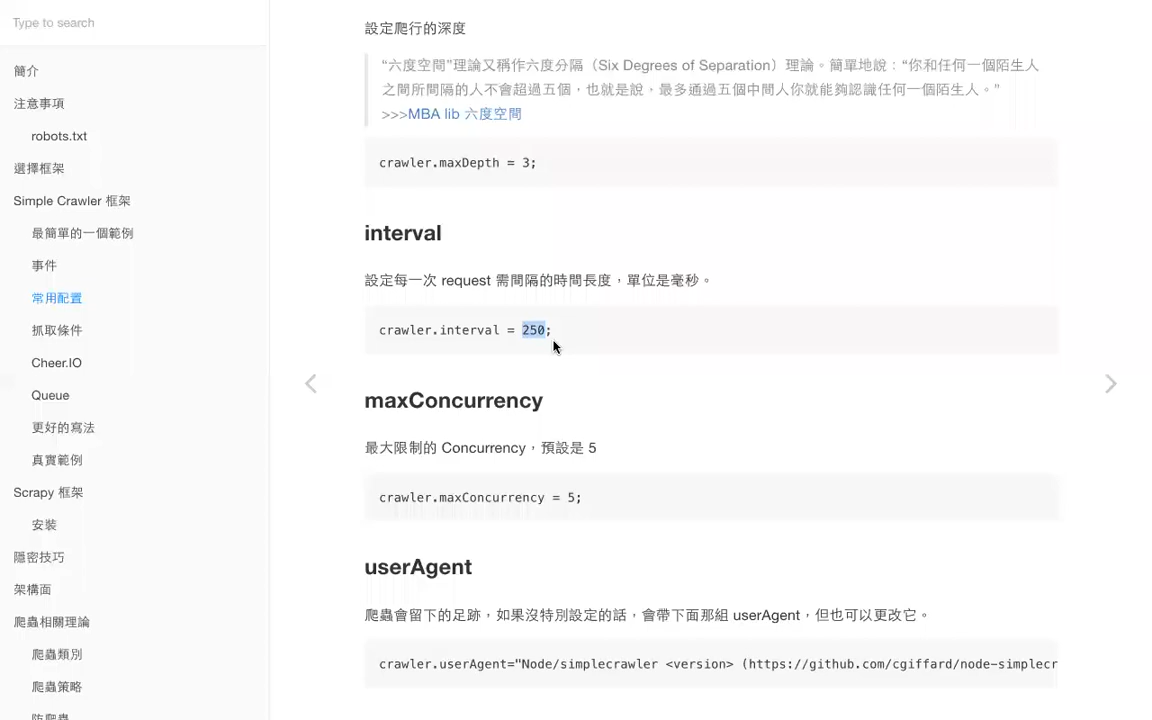 Type to search
簡介
注意事項
robots.txt
選擇框架
Simple Crawler 框架
最簡單的一個範例
事件
常用配置
抓取條件
Cheer.IO
Queue
更好的寫法
真實範例
Scrapy 框架
安裝
隱密技巧
架構面
爬蟲相關理論
爬蟲類別
爬蟲策略
防爬蟲
設定爬行的深度
“六度空間”理論又稱作六度分隔（Six Degrees of Separation）理論。簡單地說：“你和任何一個陌生人
之間所間隔的人不會超過五個，也就是說，最多通過五個中間人你就能夠認識任何一個陌生人。”
>>>MBA lib 六度空間
crawler.maxDepth = 3;
interval
設定每一次 request 需間隔的時間長度，單位是毫秒。
crawler.interval = 250;
maxConcurrency
最大限制的 Concurrency，預設是 5
crawler.maxConcurrency = 5;
userAgent
爬蟲會留下的足跡，如果沒特別設定的話，會帶下面那組 userAgent，但也可以更改它。
crawler.userAgent="Node/simplecrawler <version> (https://github.com/cgiffard/node-simplecr